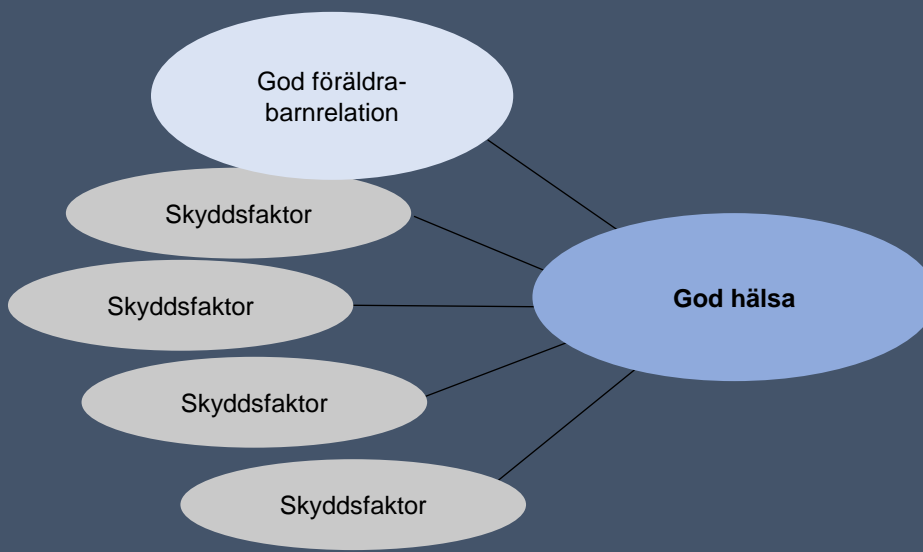 God föräldra-
barnrelation
Skyddsfaktor
Skyddsfaktor
God hälsa
Skyddsfaktor
Skyddsfaktor